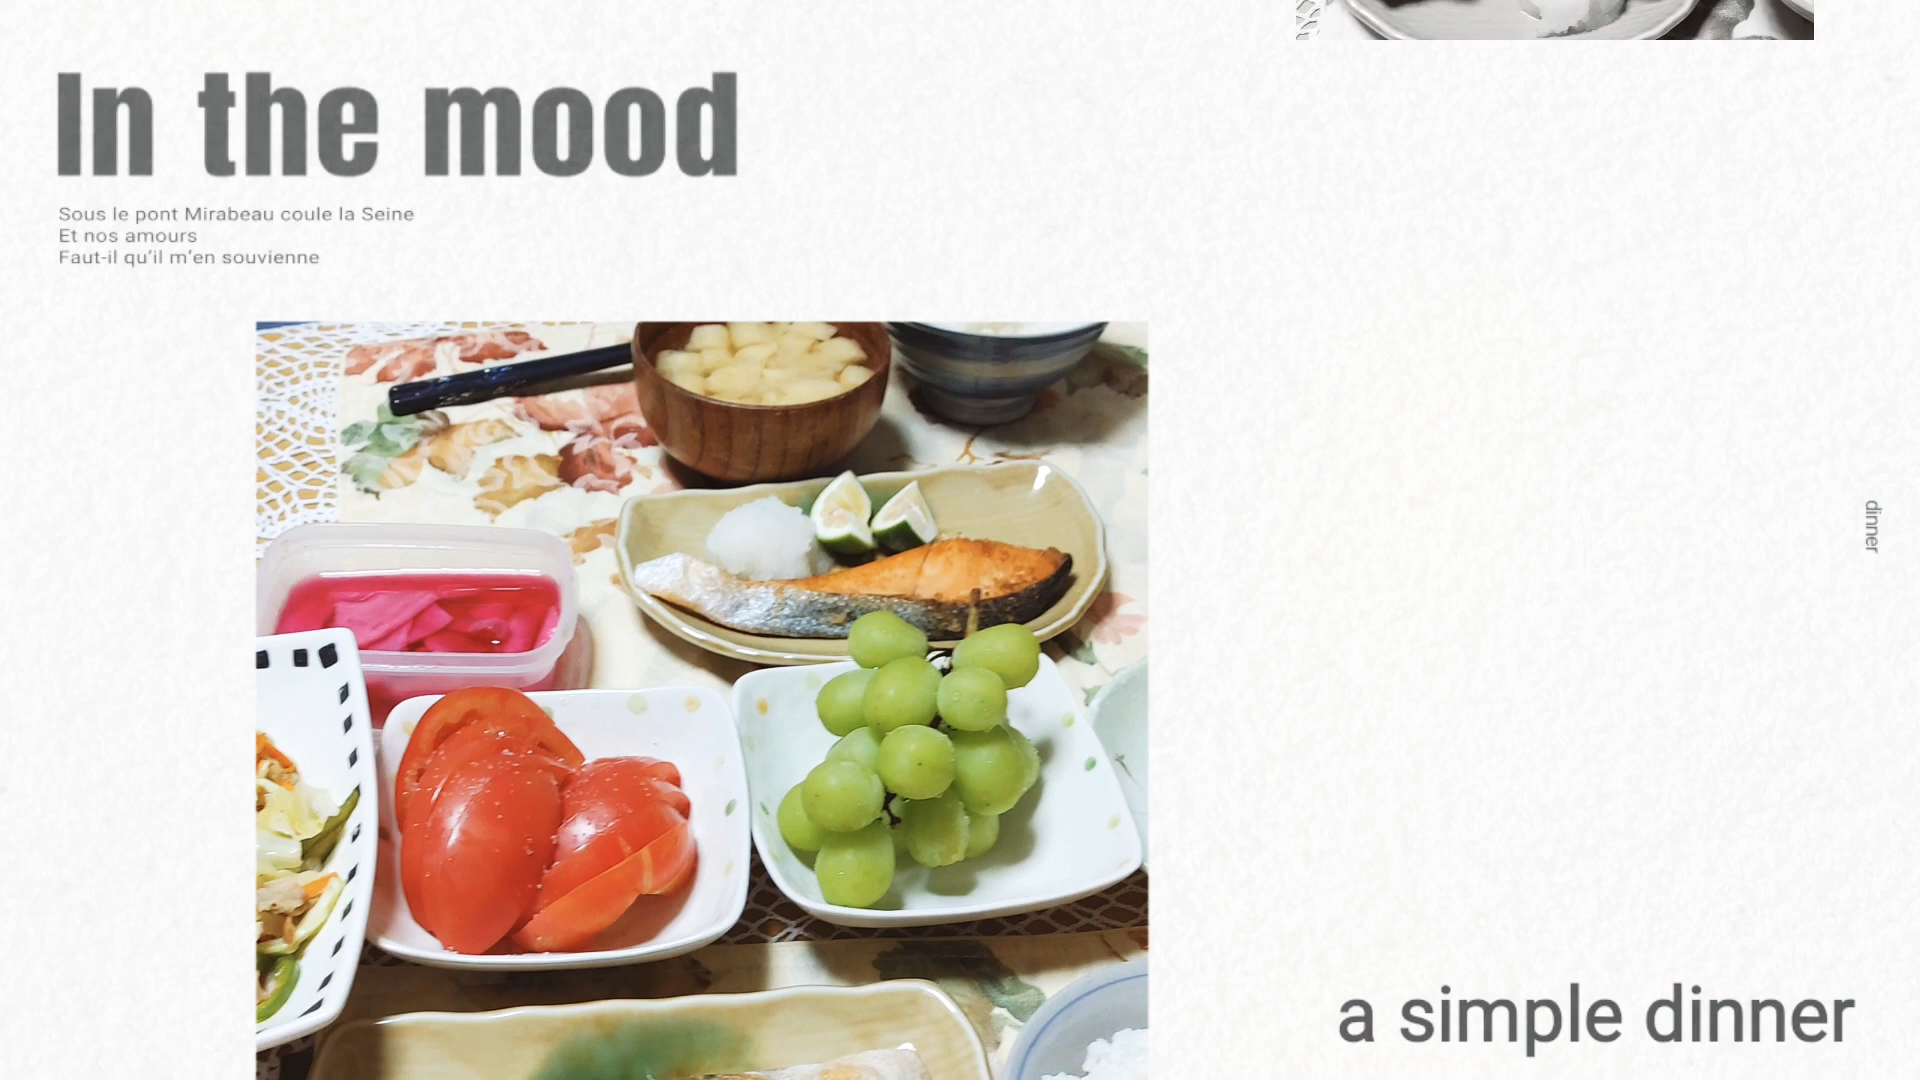 In the mood
Sous le pont Mirabeau coule la Seine
Et nos amours
Faut-il qu'il m'en souvienne
dinner
a simple dinner